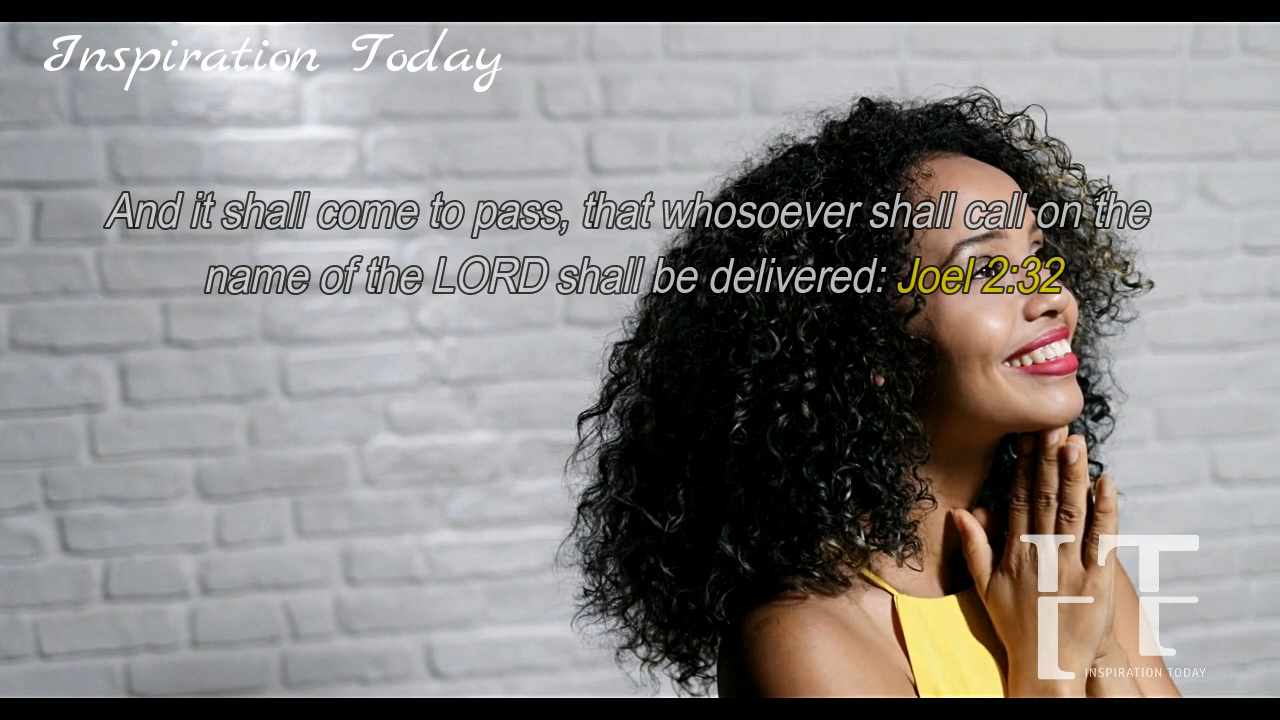 Inspiration Today
And it shall come to pass, that whosoever shall call on the
name of the LORD shall be delivered: Joel 2:32
IT
INSPIRATION TODAY